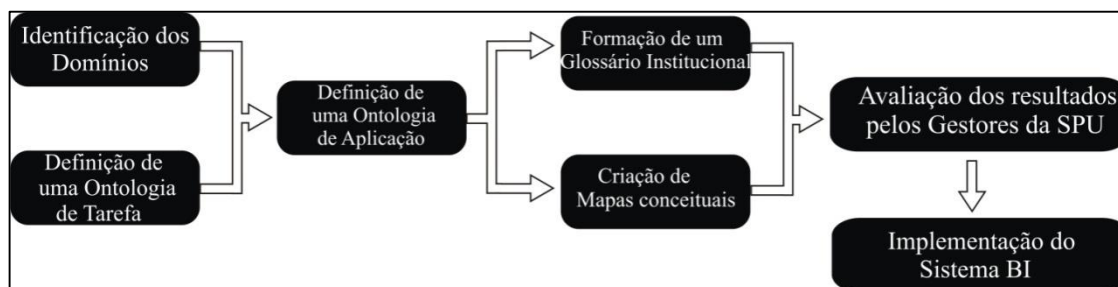 Identificação dos
Domínios
Definição de
uma Ontologia
de Tarefa
Definição de
uma Ontologia
de Aplicação
Formação de um
Glossário Institucional
Criação de
Mapas conceituais
Avaliação dos resultados
pelos Gestores da SPU
Implementação do
Sistema BI